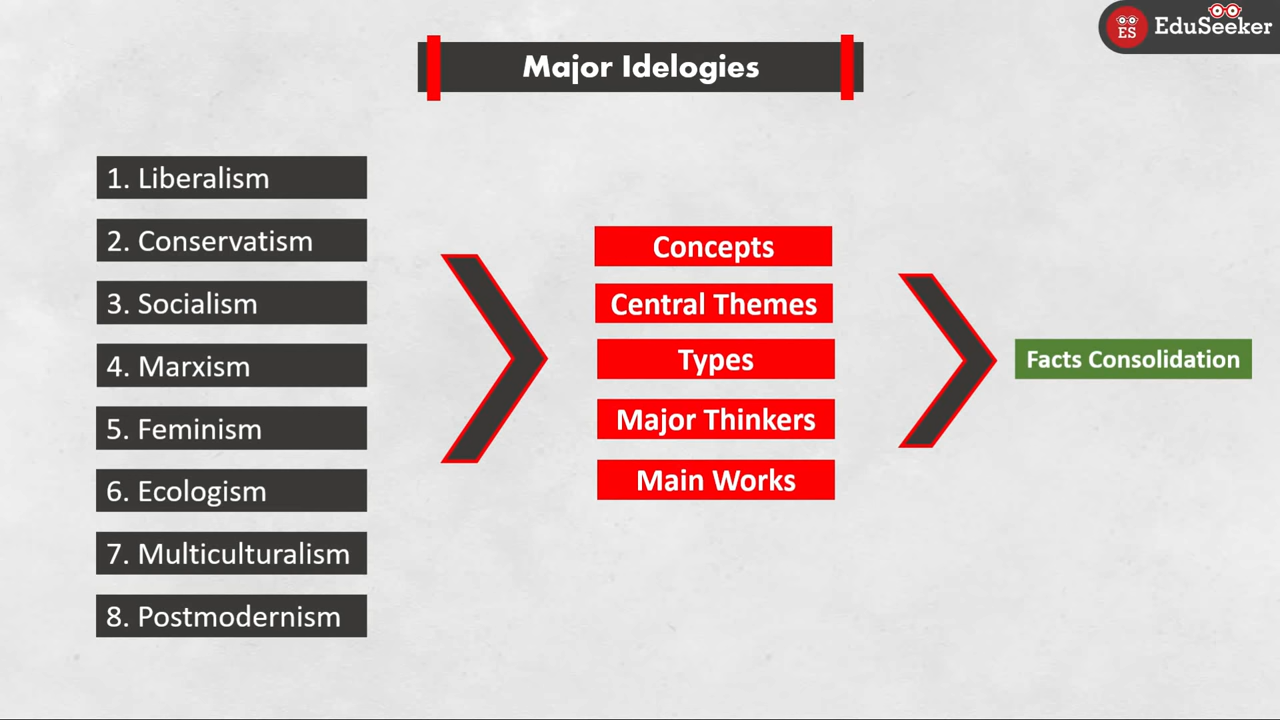 Major Idelogies
ES EduSeeker
1. Liberalism
2. Conservatism
3. Socialism
4. Marxism
5. Feminism
6. Ecologism
7. Multiculturalism
8. Postmodernism
Concepts
Central Themes
Types
Major Thinkers
Main Works
Facts Consolidation